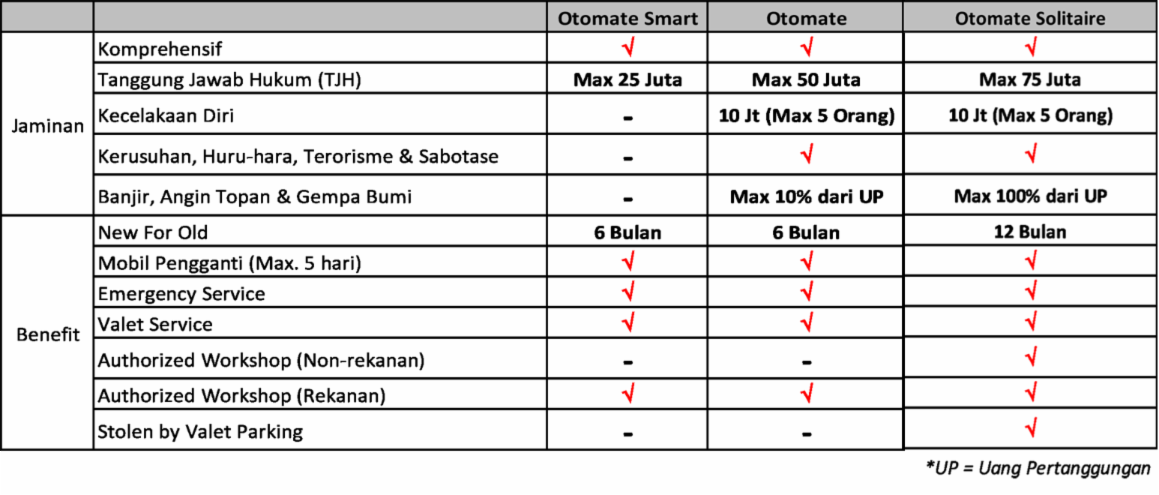 Otomate Smart Otomate Otomate Solitaire
Komprehensif √ √ √
Tanggung Jawab Hukum (TJH) Max 25 Juta Max 50 Juta Max 75 Juta
Jaminan
Kecelakaan Diri - 10 Jt (Max 5 Orang) 10 Jt (Max 5 Orang)
Kerusuhan, Huru-hara, Terorisme & Sabotase - √ √
Banjir, Angin Topan & Gempa Bumi - Max 10% dari UP Max 100% dari UP
New For Old 6 Bulan 6 Bulan 12 Bulan
Mobil Pengganti (Max. 5 hari) √ √ √
Emergency Service √ √ √
Benefit
Valet Service √ √ √
Authorized Workshop (Non-rekanan) - - √
Authorized Workshop (Rekanan) √ √ √
Stolen by Valet Parking - - √
*UP = Uang Pertanggungan